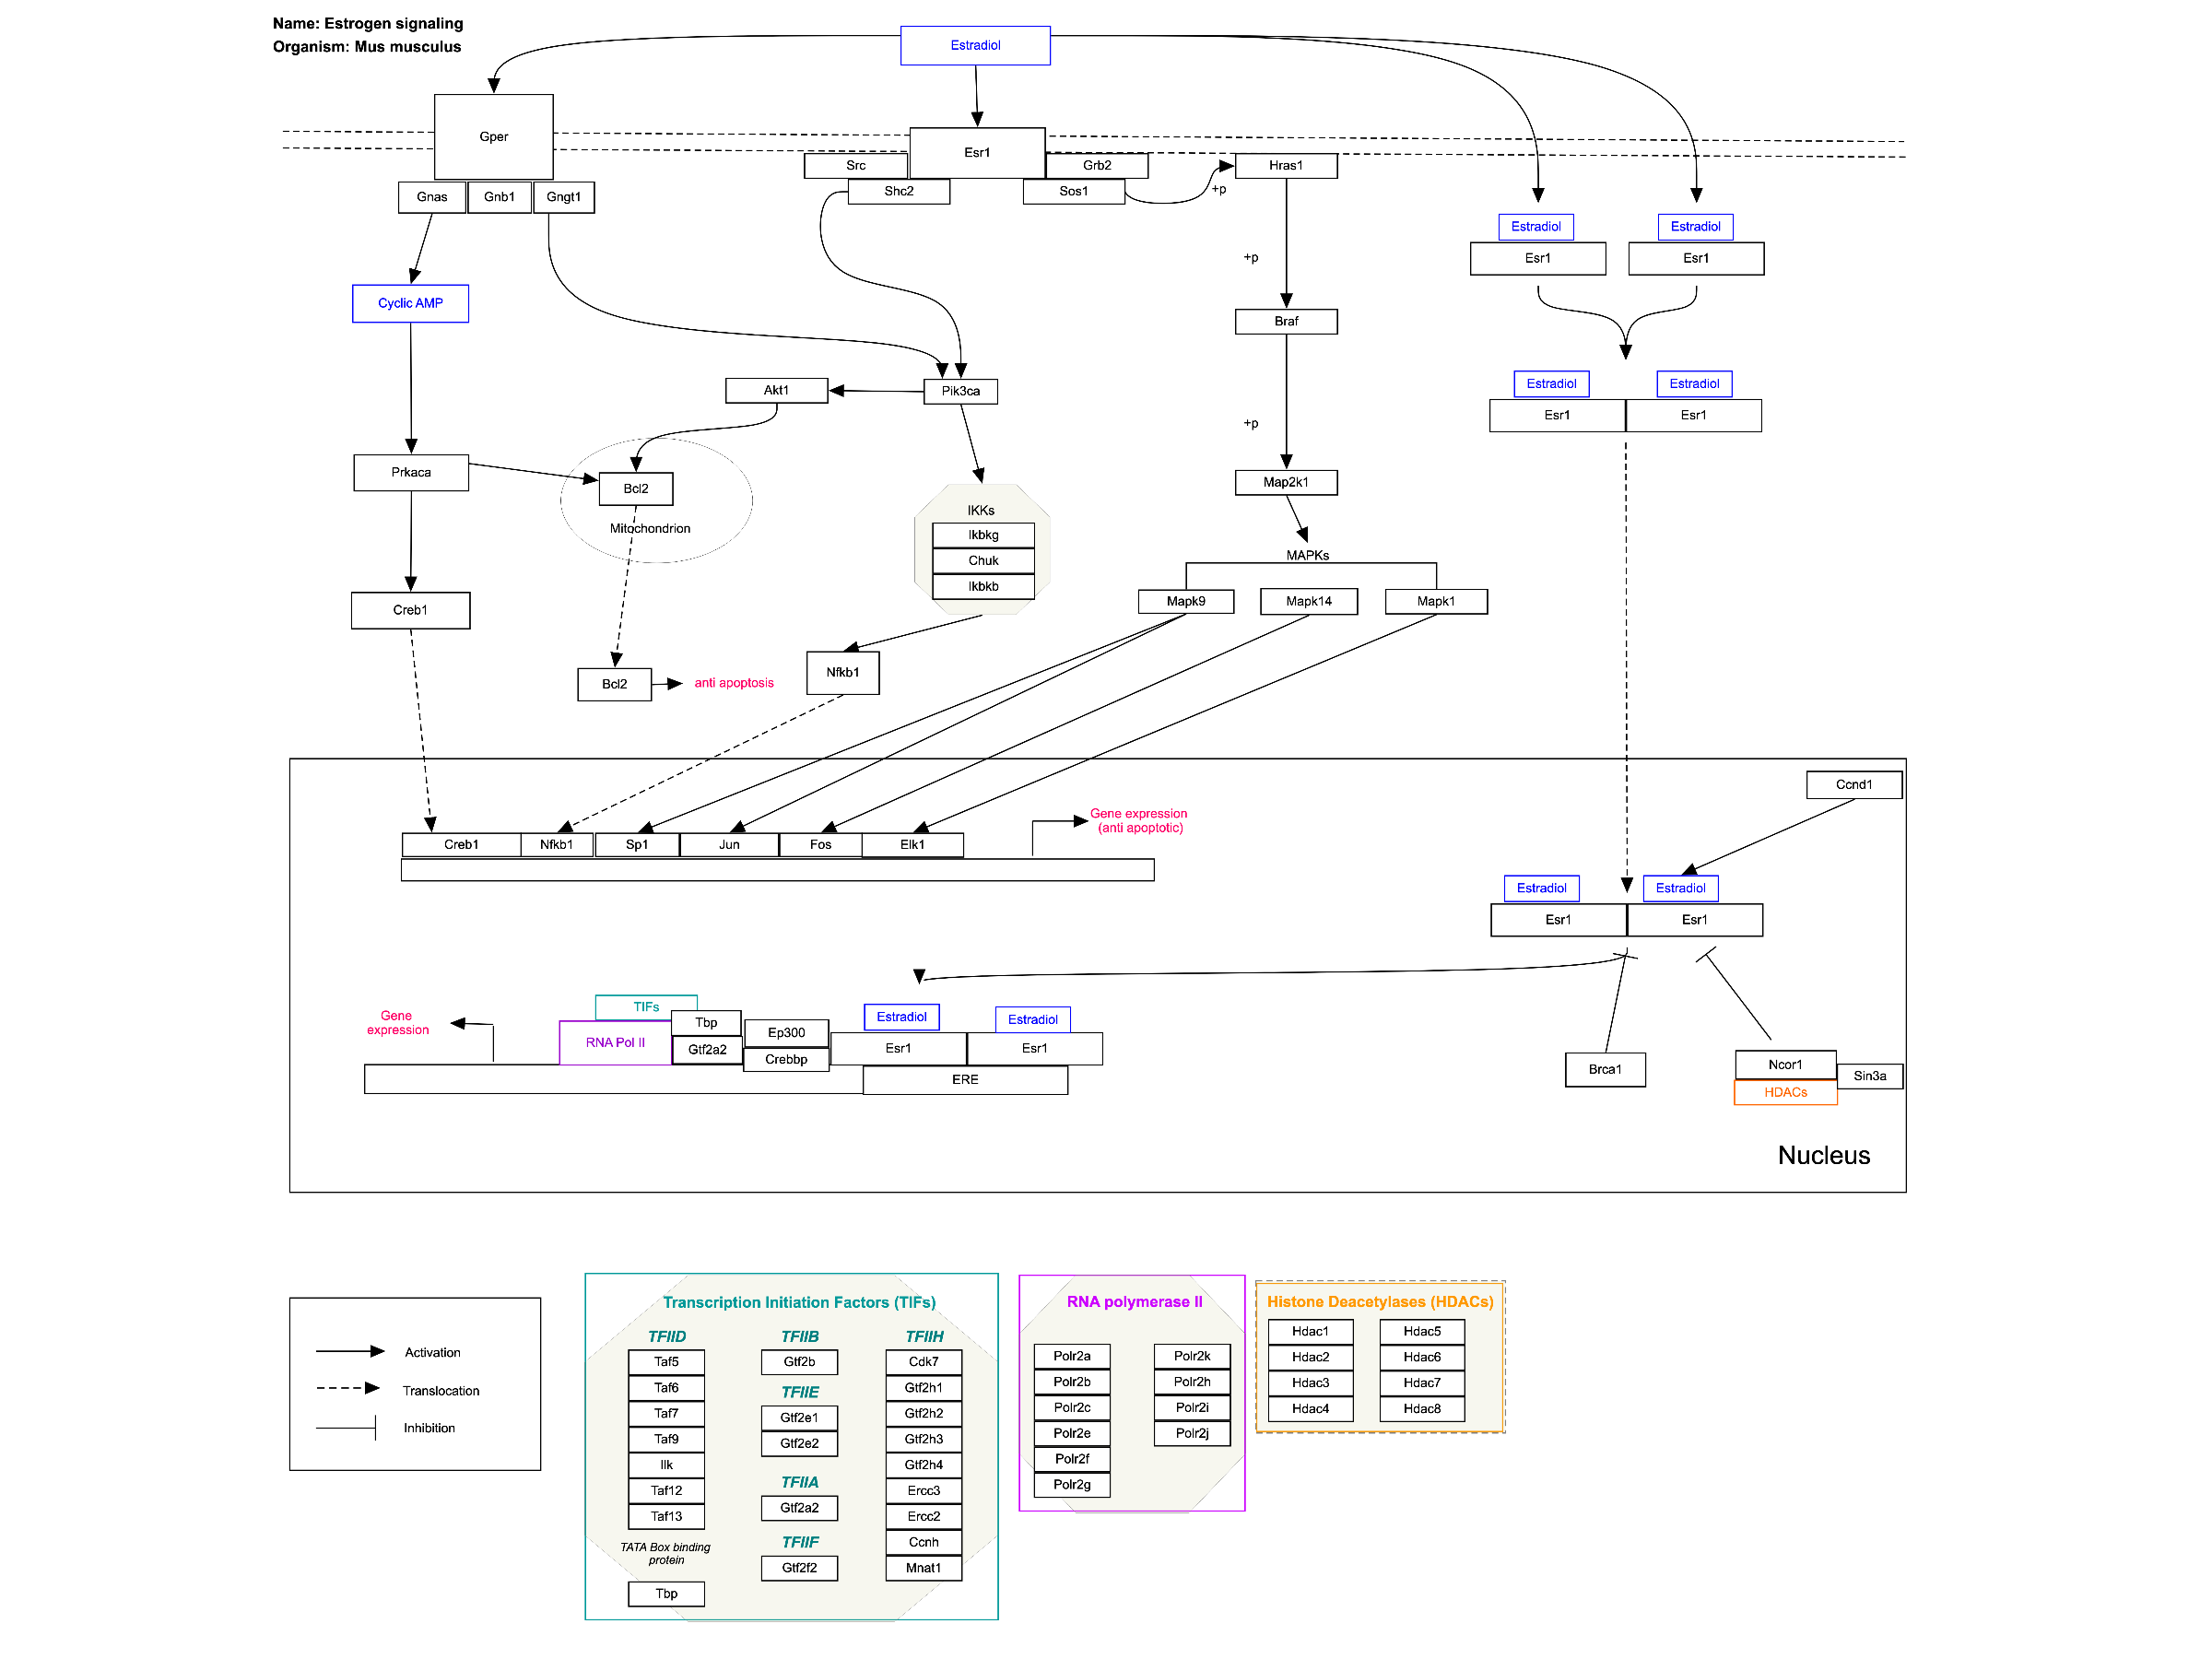 Name: Estrogen signaling
Organism: Mus musculus
Estradiol
Gper
Esr1
Src
Grb2
Hras1
Shc2
Sos1
+p
Gnas
Gnb1
Gngt1
Estradiol
Estradiol
Esr1
Esr1
+p
Cyclic AMP
Braf
Akt1
Pik3ca
Estradiol
Estradiol
Esr1
Esr1
+p
Prkaca
Bcl2
Mitochondrion
Map2k1
IKKs
Ikbkg
Chuk
Ikbkb
MAPKs
Mapk9
Mapk14
Mapk1
Creb1
Nfkb1
Bcl2
anti apoptosis
Ccnd1
Gene expression
(anti apoptotic)
Creb1
Nfkb1
Sp1
Jun
Fos
Elk1
Estradiol
Estradiol
Esr1
Esr1
TIFs
Gene
expression
RNA Pol II
Tbp
Gtf2a2
Ep300
Crebbp
Estradiol
Estradiol
Esr1
Esr1
ERE
Brca1
Ncor1
Sin3a
HDACs
Nucleus
Activation
Translocation
Inhibition
Transcription Initiation Factors (TIFs)
TFIID
Taf5
Taf6
Taf7
Taf9
Ilk
Taf12
Taf13
TATA Box binding
protein
Tbp
TFIIB
Gtf2b
TFIIE
Gtf2e1
Gtf2e2
TFIIA
Gtf2a2
TFIIF
Gtf2f2
TFIIH
Cdk7
Gtf2h1
Gtf2h2
Gtf2h3
Gtf2h4
Ercc3
Ercc2
Ccnh
Mnat1
RNA polymerase II
Polr2a
Polr2b
Polr2c
Polr2e
Polr2f
Polr2g
Polr2k
Polr2h
Polr2i
Polr2j
Histone Deacetylases (HDACs)
Hdac1
Hdac2
Hdac3
Hdac4
Hdac5
Hdac6
Hdac7
Hdac8